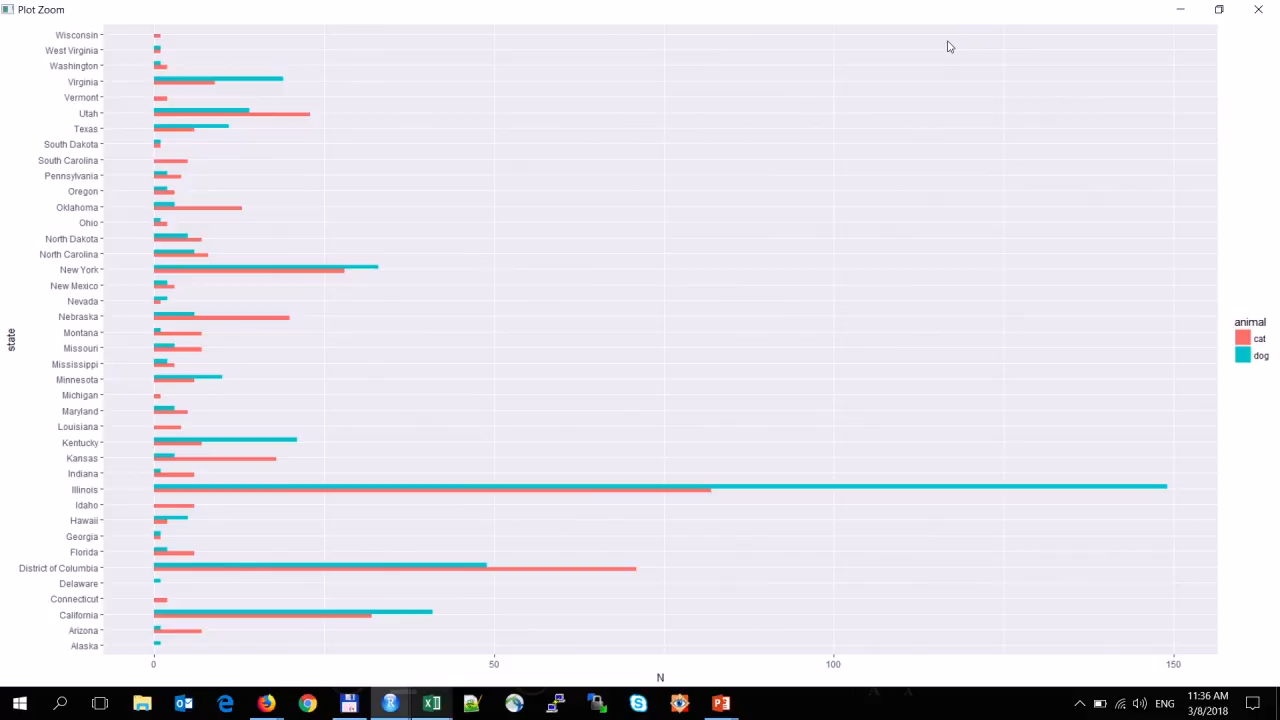 Plot Zoom
Wisconsin
West Virginia
Washington
Virginia
Vermont
Utah
Texas
South Dakota
South Carolina
Pennsylvania
Oregon
Oklahoma
Ohio
North Dakota
North Carolina
New York
New Mexico
Nevada
Nebraska
Montana
Missouri
Mississippi
Minnesota
Michigan
Maryland
Louisiana
Kentucky
Kansas
Indiana
Illinois
Idaho
Hawaii
Georgia
Florida
District of Columbia
Delaware
Connecticut
California
Arizona
Alaska
state
0 50 100 150
N
animal
cat
dog
ENG
11:36 AM
3/8/2018